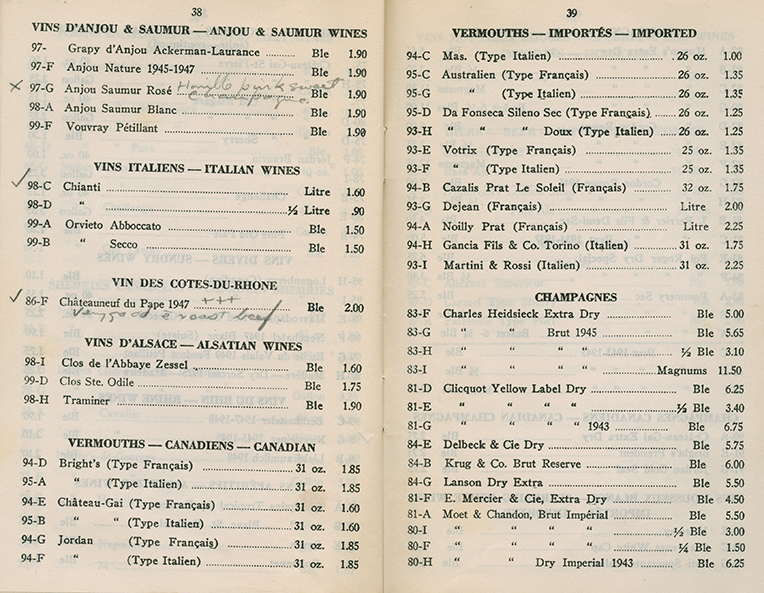 38
VINS D'ANJOU & SAUMUR — ANJOU & SAUMUR WINES
97- Grapy d'Anjou Ackerman-Laurance Ble 1.90
97-F Anjou Nature 1945-1947 Ble 1.90
x 97-G Anjou Saumur Rosé Ble 1.90
Horrible pink sweet
98-A Anjou Saumur Blanc Ble 1.90
99-F Vouvray Pétillant Ble 1.90
VINS ITALIENS — ITALIAN WINES
✓ 98-C Chianti Litre 1.60
98-D " ½ Litre .90
99-A Orvieto Abboccato Ble 1.50
99-B " Secco Ble 1.50
VIN DES COTES-DU-RHONE
✓ 86-F Châteauneuf du Pape 1947 +++ Ble 2.00
very good c roast beef
VINS D'ALSACE — ALSATIAN WINES
98-I Clos de l'Abbaye Zessel Ble 1.60
99-D Clos Ste. Odile Ble 1.75
98-H Traminer Ble 1.90
VERMOUTHS — CANADIENS — CANADIAN
94-D Bright's (Type Français) 31 oz. 1.85
95-A " (Type Italien) 31 oz. 1.85
94-E Château-Gai (Type Français) 31 oz. 1.60
95-B " " (Type Italien) 31 oz. 1.60
94-G Jordan (Type Français) 31 oz. 1.85
94-F " (Type Italien) 31 oz. 1.85
39
VERMOUTHS — IMPORTÉS — IMPORTED
94-C Mas. (Type Italien) 26 oz. 1.00
95-C Australien (Type Français) 26 oz. 1.35
95-G " (Type Italien) 26 oz. 1.35
95-D Da Fonseca Sileno Sec (Type Français) 26 oz. 1.25
93-H " " " Doux (Type Italien) 26 oz. 1.25
93-E Votrix (Type Français) 25 oz. 1.35
93-F " (Type Italien) 25 oz. 1.35
94-B Cazalis Prat Le Soleil (Français) 32 oz. 1.75
93-G Dejean (Français) Litre 2.00
94-A Noilly Prat (Français) Litre 2.25
94-H Gancia Fils & Co. Torino (Italien) 31 oz. 1.75
93-I Martini & Rossi (Italien) 31 oz. 2.25
CHAMPAGNES
83-F Charles Heidsieck Extra Dry Ble 5.00
83-G " " Brut 1945 Ble 5.65
83-H " " " " ½ Ble 3.10
83-I " " " " Magnums 11.50
81-D Clicquot Yellow Label Dry Ble 6.25
81-E " " " " ½ Ble 3.40
81-G " " " " 1943 Ble 6.75
84-E Delbeck & Cie Dry Ble 5.75
84-B Krug & Co. Brut Reserve Ble 6.00
84-G Lanson Dry Extra Ble 5.50
81-F Mercier & Cie, Extra Dry Ble 4.50
81-A Moet & Chandon, Brut Impérial Ble 5.50
80-I " " " " ½ Ble 3.00
80-F " " " " ¼ Ble 1.50
80-H " " Dry Imperial 1943 Ble 6.25